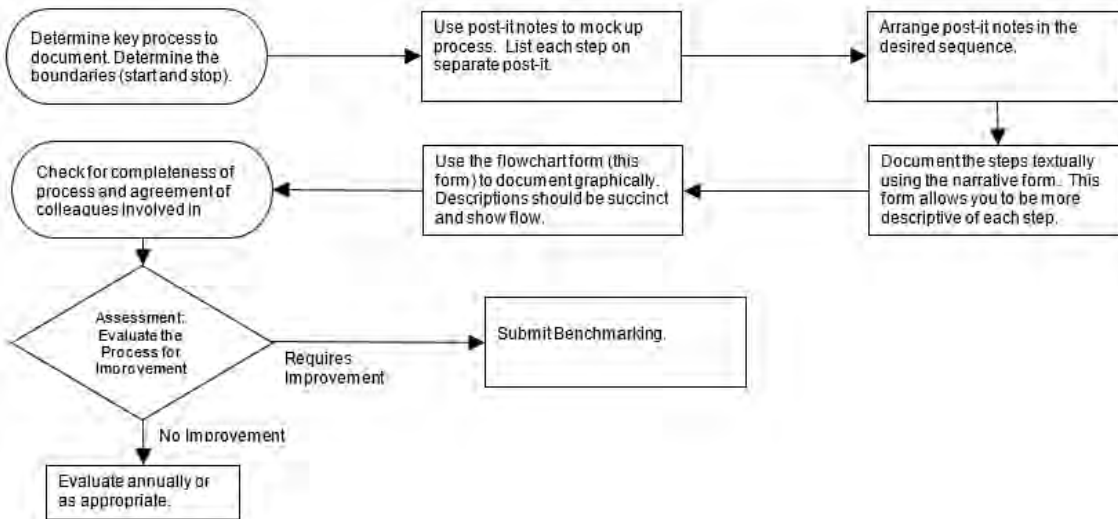 Determine key process to
document. Determine the
boundaries (start and stop).
Use post-it notes to mock up
process. List each step on
separate post-it.
Arrange post-it notes in the
desired sequence.
Document the steps textually
using the narrative form. This
form allows you to be more
descriptive of each step.
Use the flowchart form (this
form) to document graphically.
Descriptions should be succinct
and show flow.
Check for completeness of
process and agreement of
colleagues involved in
Assessment:
Evaluate the
Process for
Improvement
Requires
Improvement
Submit Benchmarking.
No Improvement
Evaluate annually or
as appropriate.